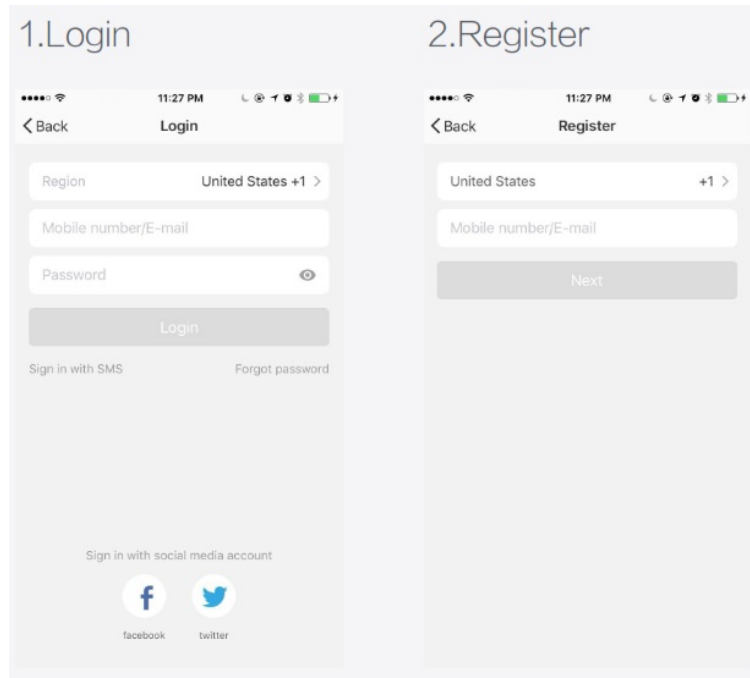 1.Login
11:27 PM
Back
Login
Region
United States +1
Mobile number/E-mail
Password
Login
Sign in with SMS
Forgot password
Sign in with social media account
facebook
twitter
2.Register
11:27 PM
Back
Register
United States
+1
Mobile number/E-mail
Next